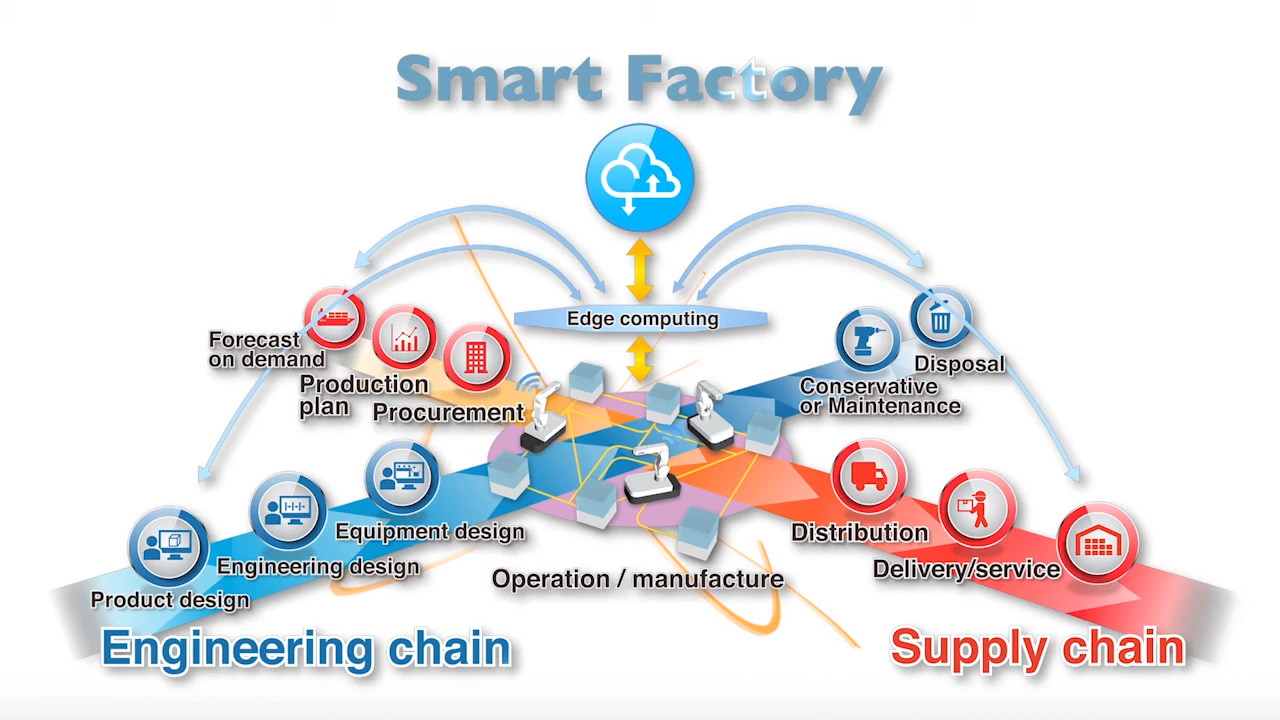 Smart Factory
Edge computing
Forecast
on demand
Production
plan
Procurement
Disposal
Conservative
or Maintenance
Equipment design
Engineering design
Product design
Operation / manufacture
Distribution
Delivery/service
Engineering chain
Supply chain